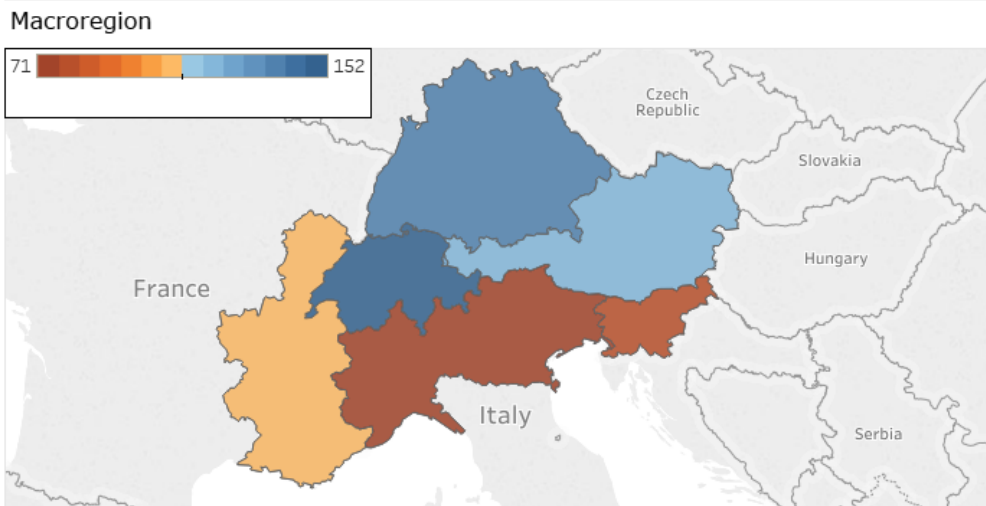 Macroregion
71
152
Czech
Republic
Slovakia
France
Hungary
Italy
Serbia